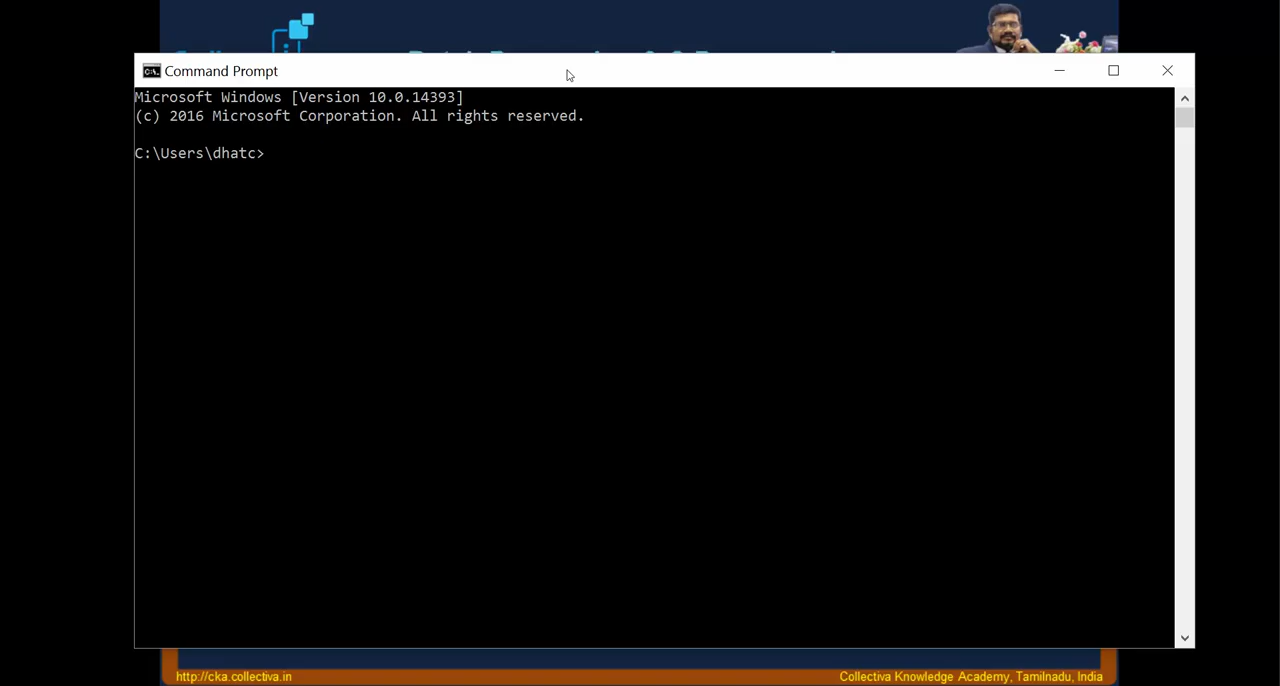 Command Prompt
Microsoft Windows [Version 10.0.14393]
(c) 2016 Microsoft Corporation. All rights reserved.
C:\Users\dhatc>
http://cka.collectiva.in
Collectiva Knowledge Academy, Tamilnadu, India